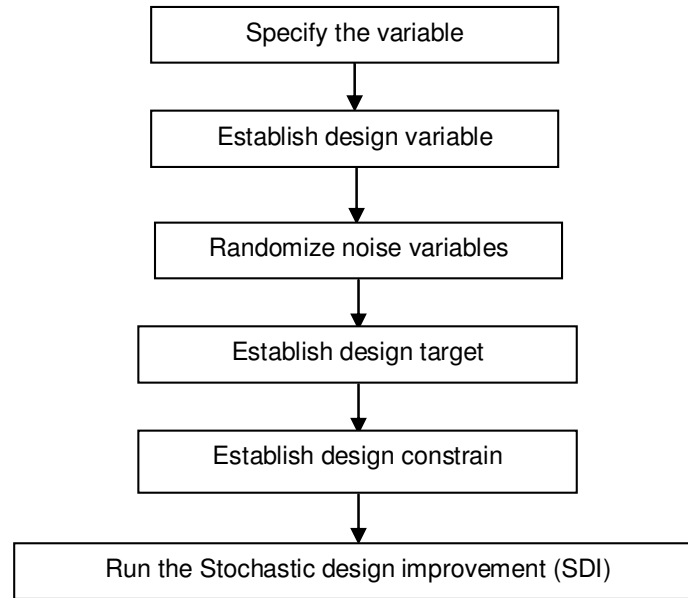 Specify the variable
Establish design variable
Randomize noise variables
Establish design target
Establish design constrain
Run the Stochastic design improvement (SDI)